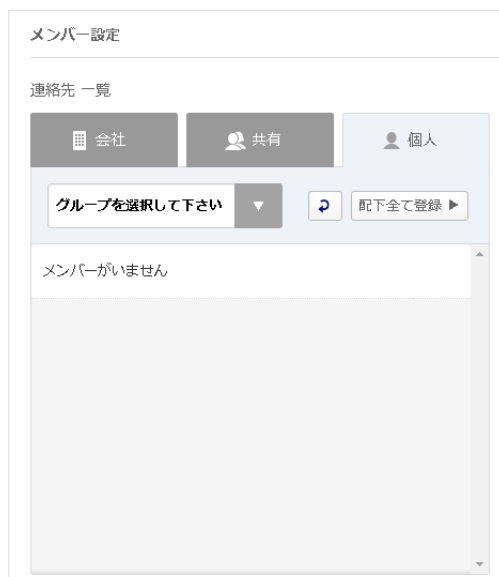 メンバー設定
連絡先 一覧
会社
共有
個人
グループを選択して下さい
配下全て登録 ▶
メンバーがいません